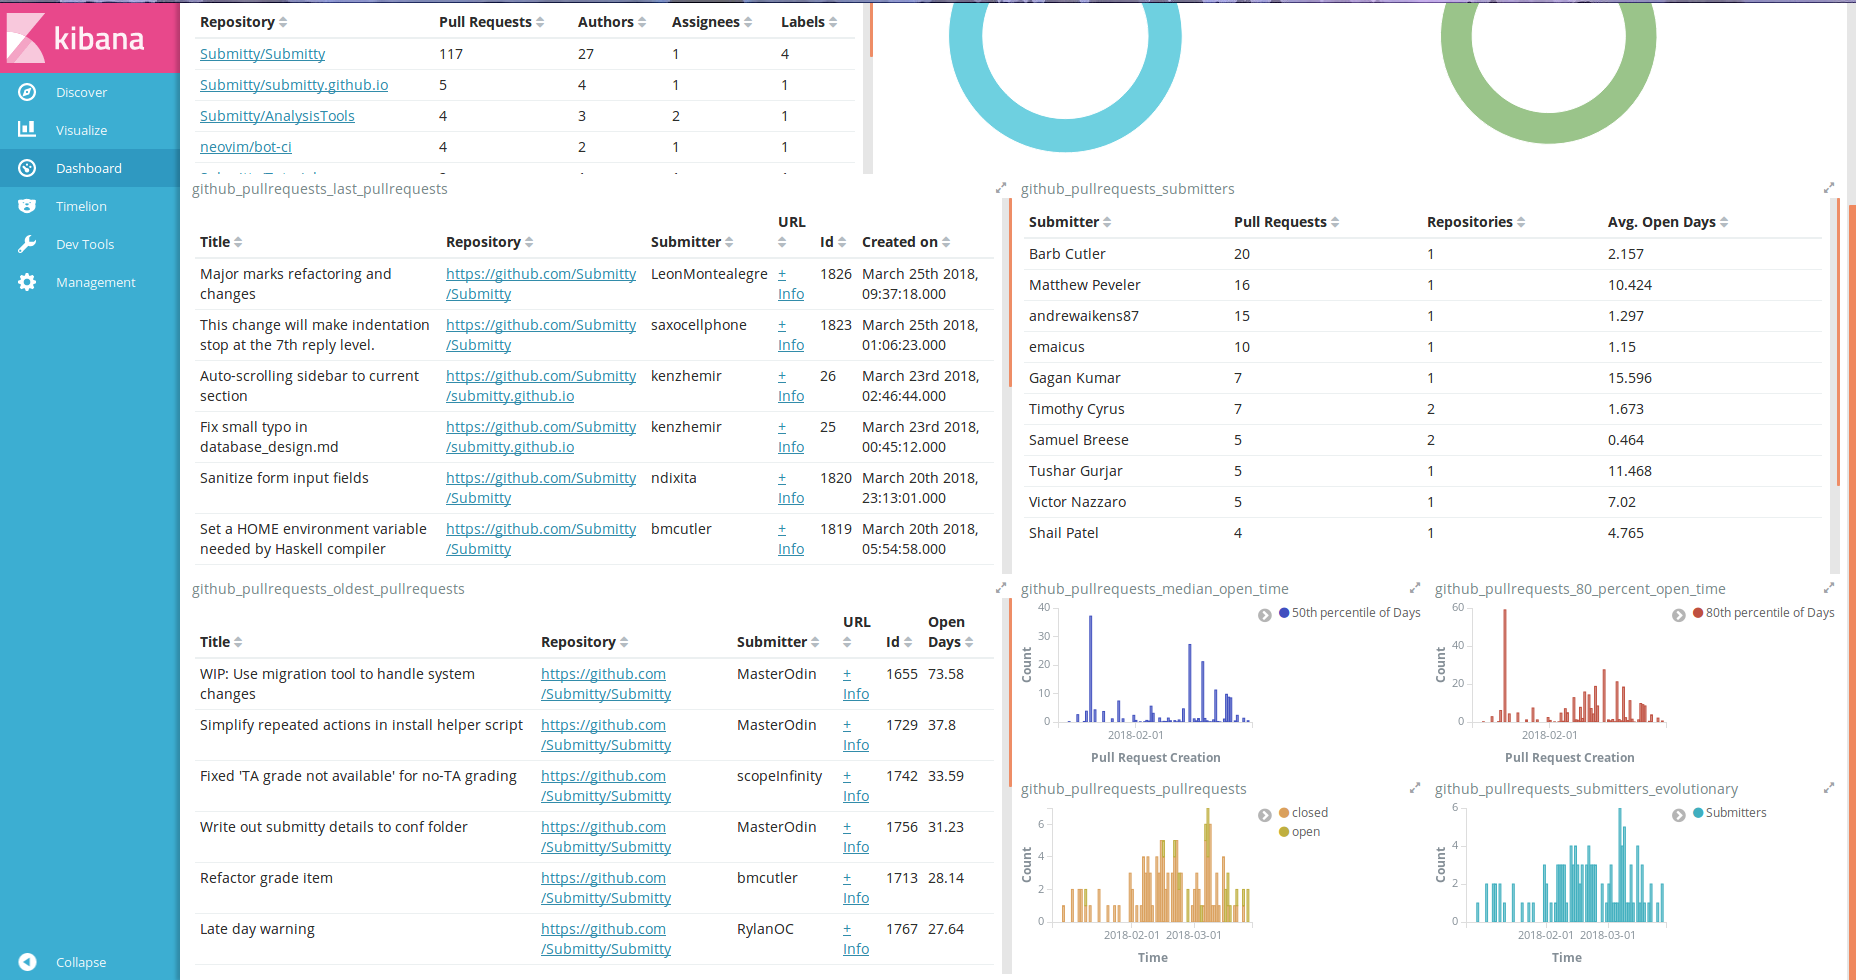 kibana
Discover
Visualize
Dashboard
Timelion
Dev Tools
Management
Collapse
Repository Pull Requests Authors Assignees Labels
Submitty/Submitty 117 27 1 4
Submitty/submitty.github.io 5 4 1 1
Submitty/AnalysisTools 4 3 2 1
neovim/bot-ci 4 2 1 1
github_pullrequests_last_pullrequests
URL
Title Repository Submitter Id Created on
Major marks refactoring and https://github.com/Submitty LeonMontealegre + 1826 March 25th 2018,
changes /Submitty Info 09:37:18.000
This change will make indentation https://github.com/Submitty saxocellphone + 1823 March 25th 2018,
stop at the 7th reply level. /Submitty Info 01:06:23.000
Auto-scrolling sidebar to current https://github.com/Submitty kenzhemir + 26 March 23rd 2018,
section /submitty.github.io Info 02:46:44.000
Fix small typo in https://github.com/Submitty kenzhemir + 25 March 23rd 2018,
database_design.md /submitty.github.io Info 00:45:12.000
Sanitize form input fields https://github.com/Submitty ndixita + 1820 March 20th 2018,
/Submitty Info 23:13:01.000
Set a HOME environment variable https://github.com/Submitty bmcutler + 1819 March 20th 2018,
needed by Haskell compiler /Submitty Info 05:54:58.000
github_pullrequests_submitters
Submitter Pull Requests Repositories Avg. Open Days
Barb Cutler 20 1 2.157
Matthew Peveler 16 1 10.424
andrewaikens87 15 1 1.297
emaicus 10 1 1.15
Gagan Kumar 7 1 15.596
Timothy Cyrus 7 2 1.673
Samuel Breese 5 2 0.464
Tushar Gurjar 5 1 11.468
Victor Nazzaro 5 1 7.02
Shail Patel 4 1 4.765
github_pullrequests_oldest_pullrequests
URL Open
Title Repository Submitter Id Days
WIP: Use migration tool to handle system https://github.com MasterOdin + 1655 73.58
changes /Submitty/Submitty Info
Simplify repeated actions in install helper script https://github.com MasterOdin + 1729 37.8
/Submitty/Submitty Info
Fixed 'TA grade not available' for no-TA grading https://github.com scopeInfinity + 1742 33.59
/Submitty/Submitty Info
Write out submitty details to conf folder https://github.com MasterOdin + 1756 31.23
/Submitty/Submitty Info
Refactor grade item https://github.com bmcutler + 1713 28.14
/Submitty/Submitty Info
Late day warning https://github.com RylanOC + 1767 27.64
/Submitty/Submitty Info
github_pullrequests_median_open_time
50th percentile of Days
40
30
20
10
0
Count
2018-02-01
Pull Request Creation
github_pullrequests_80_percent_open_time
80th percentile of Days
60
40
20
0
Count
2018-02-01
Pull Request Creation
github_pullrequests_pullrequests
closed
open
6
4
2
0
Count
2018-02-01 2018-03-01
Time
github_pullrequests_submitters_evolutionary
Submitters
6
4
2
0
Count
2018-02-01 2018-03-01
Time